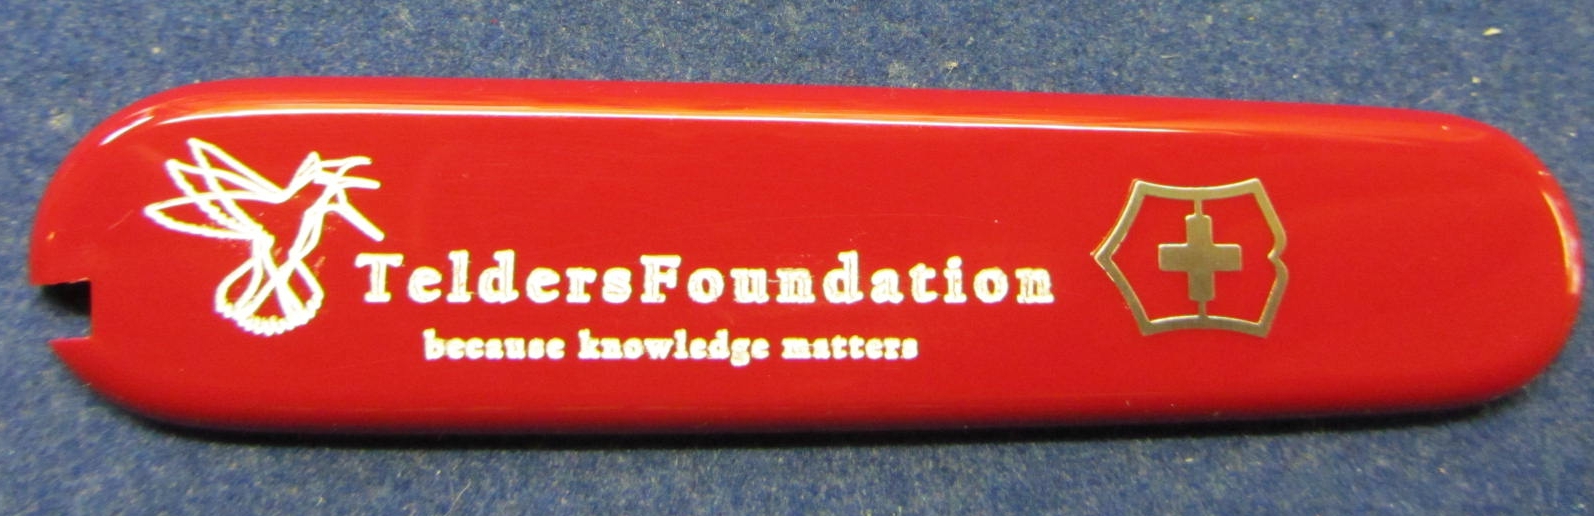 TeldersFoundation
because knowledge matters